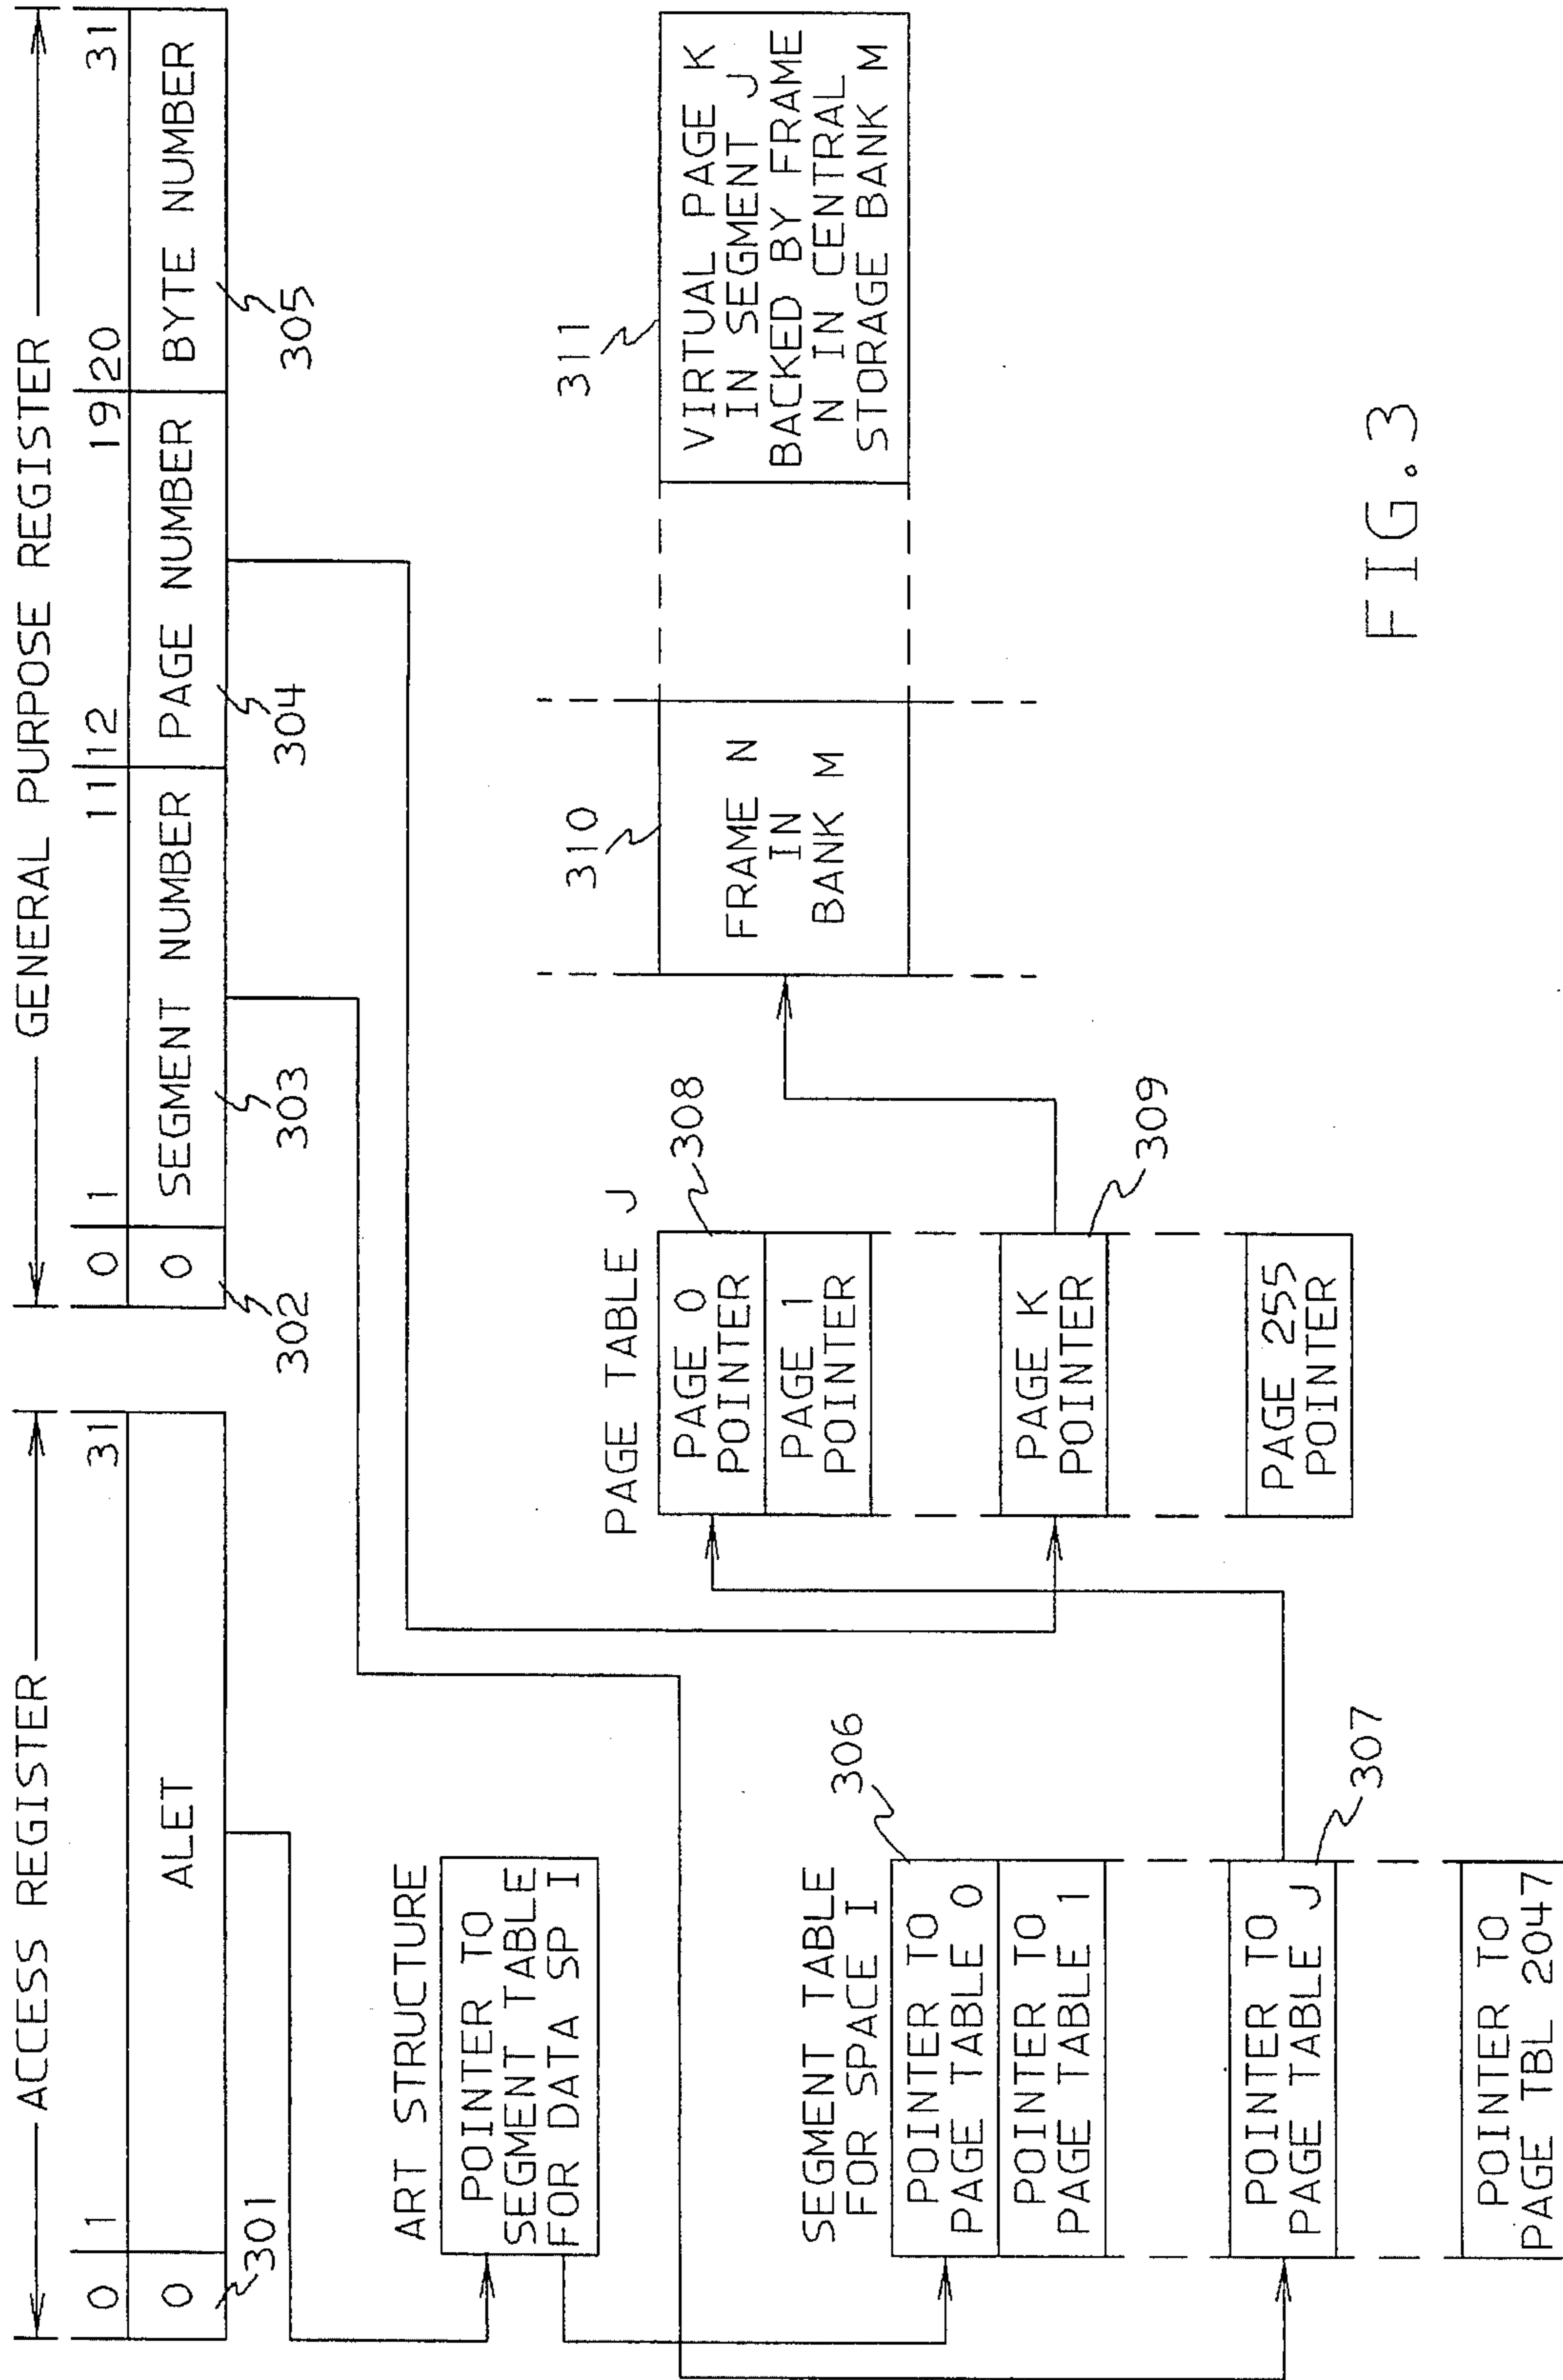 ACCESS REGISTER
0 1 31
0 ALET
301
GENERAL PURPOSE REGISTER
0 1 11 12 19 20 31
0 SEGMENT NUMBER PAGE NUMBER BYTE NUMBER
302
303
304
305
ART STRUCTURE
POINTER TO
SEGMENT TABLE
FOR DATA SP I
SEGMENT TABLE
FOR SPACE I
306
POINTER TO
PAGE TABLE 0
POINTER TO
PAGE TABLE 1
POINTER TO
PAGE TABLE J
307
POINTER TO
PAGE TBL 2047
PAGE TABLE J
308
PAGE 0
POINTER
PAGE 1
POINTER
PAGE K
POINTER
309
PAGE 255
POINTER
310
FRAME N
IN
BANK M
311
VIRTUAL PAGE K
IN SEGMENT J
BACKED BY FRAME
N IN CENTRAL
STORAGE BANK M
FIG.3